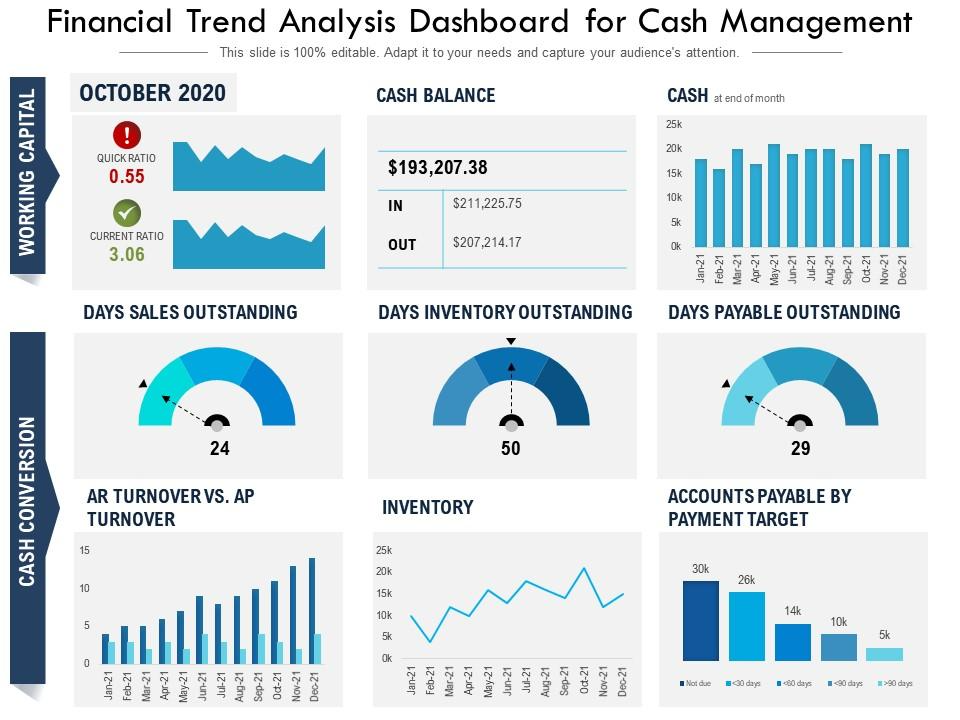 Financial Trend Analysis Dashboard for Cash Management
This slide is 100% editable. Adapt it to your needs and capture your audience's attention.
WORKING CAPITAL
OCTOBER 2020
!
QUICK RATIO
0.55
CURRENT RATIO
3.06
CASH BALANCE
$193,207.38
IN $211,225.75
OUT $207,214.17
CASH at end of month
25k
20k
15k
10k
5k
0k
Jan-21 Feb-21 Mar-21 Apr-21 May-21 Jun-21 Jul-21 Aug-21 Sep-21 Oct-21 Nov-21 Dec-21
CASH CONVERSION
DAYS SALES OUTSTANDING
24
DAYS INVENTORY OUTSTANDING
50
DAYS PAYABLE OUTSTANDING
29
AR TURNOVER VS. AP
TURNOVER
15
10
5
0
Jan-21 Feb-21 Mar-21 Apr-21 May-21 Jun-21 Jul-21 Aug-21 Sep-21 Oct-21 Nov-21 Dec-21
INVENTORY
25k
20k
15k
10k
5k
0k
Jan-21 Feb-21 Mar-21 Apr-21 May-21 Jun-21 Jul-21 Aug-21 Sep-21 Oct-21 Nov-21 Dec-21
ACCOUNTS PAYABLE BY
PAYMENT TARGET
30k
26k
14k
10k
5k
Not due <30 days <60 days <90 days >90 days